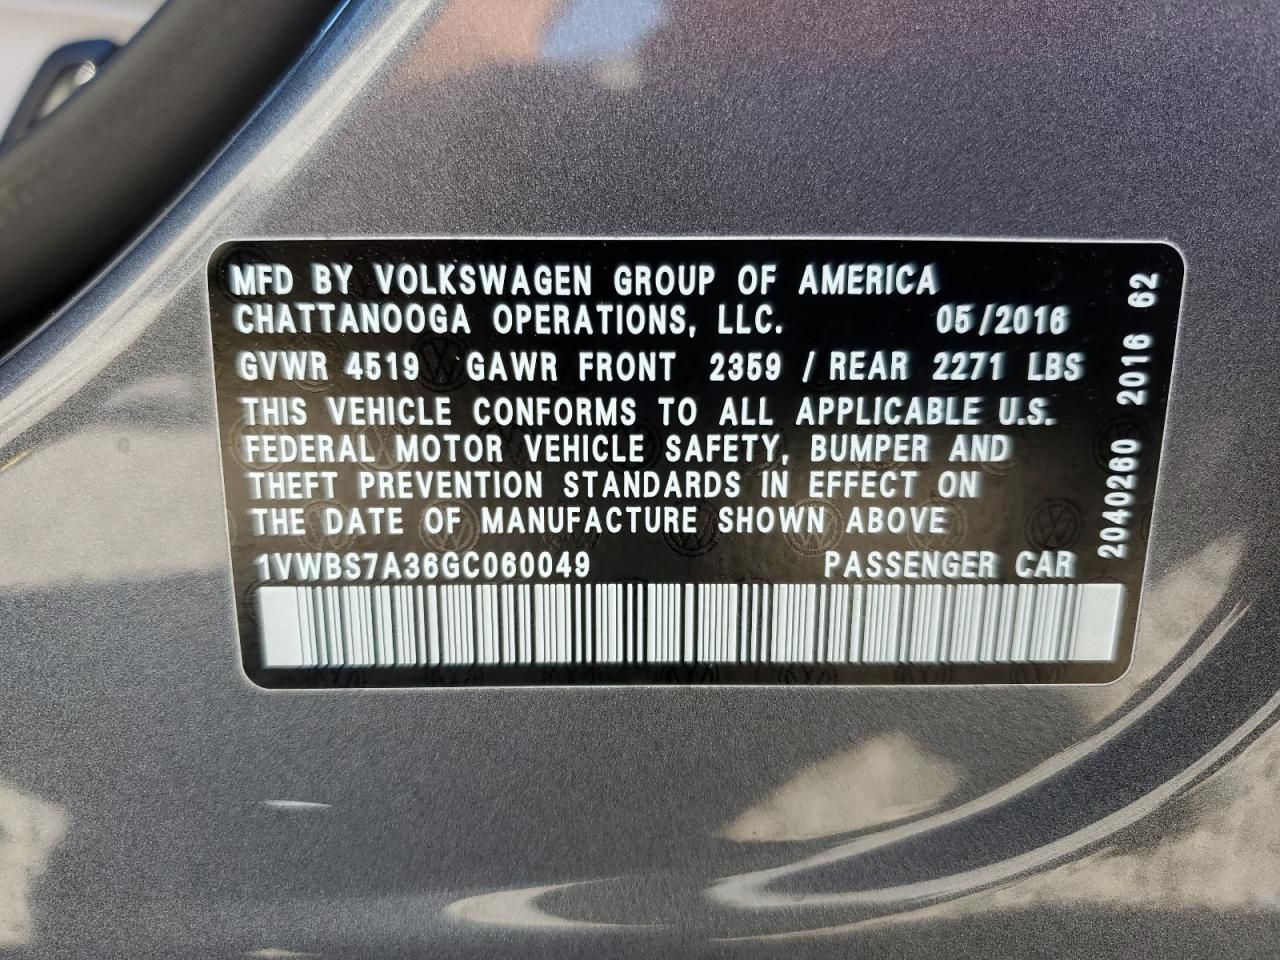 MFD BY VOLKSWAGEN GROUP OF AMERICA
CHATTANOOGA OPERATIONS, LLC. 05/2016
GVWR 4519 GAWR FRONT 2359 / REAR 2271 LBS
THIS VEHICLE CONFORMS TO ALL APPLICABLE U.S.
FEDERAL MOTOR VEHICLE SAFETY, BUMPER AND
THEFT PREVENTION STANDARDS IN EFFECT ON
THE DATE OF MANUFACTURE SHOWN ABOVE
1VWBS7A36GC060049 PASSENGER CAR
2040260 2016 62